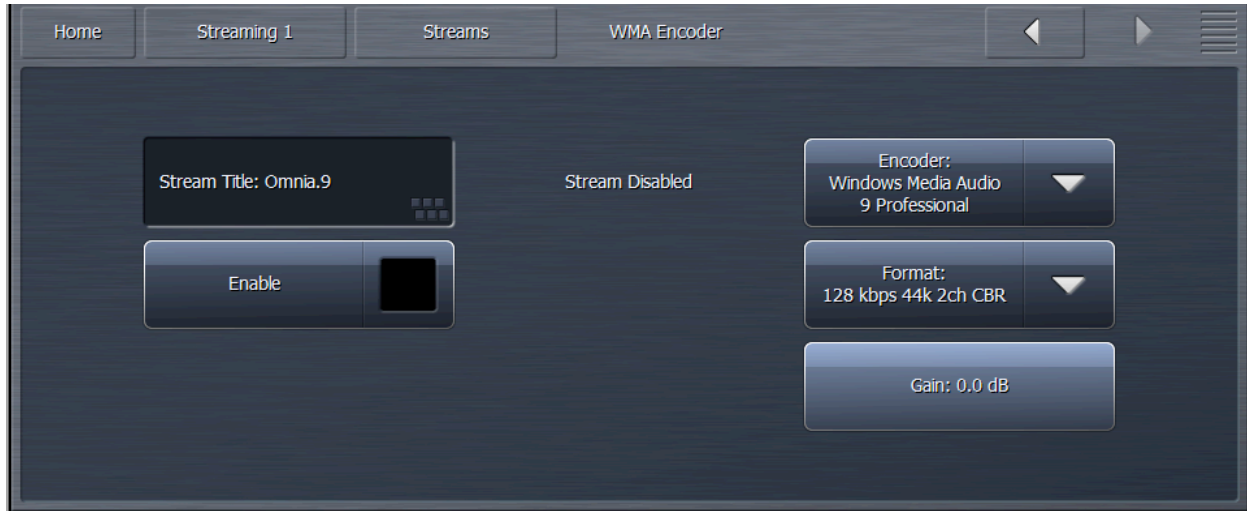 Home
Streaming 1
Streams
WMA Encoder
Stream Title: Omnia.9
Stream Disabled
Encoder:
Windows Media Audio
9 Professional
Enable
Format:
128 kbps 44k 2ch CBR
Gain: 0.0 dB